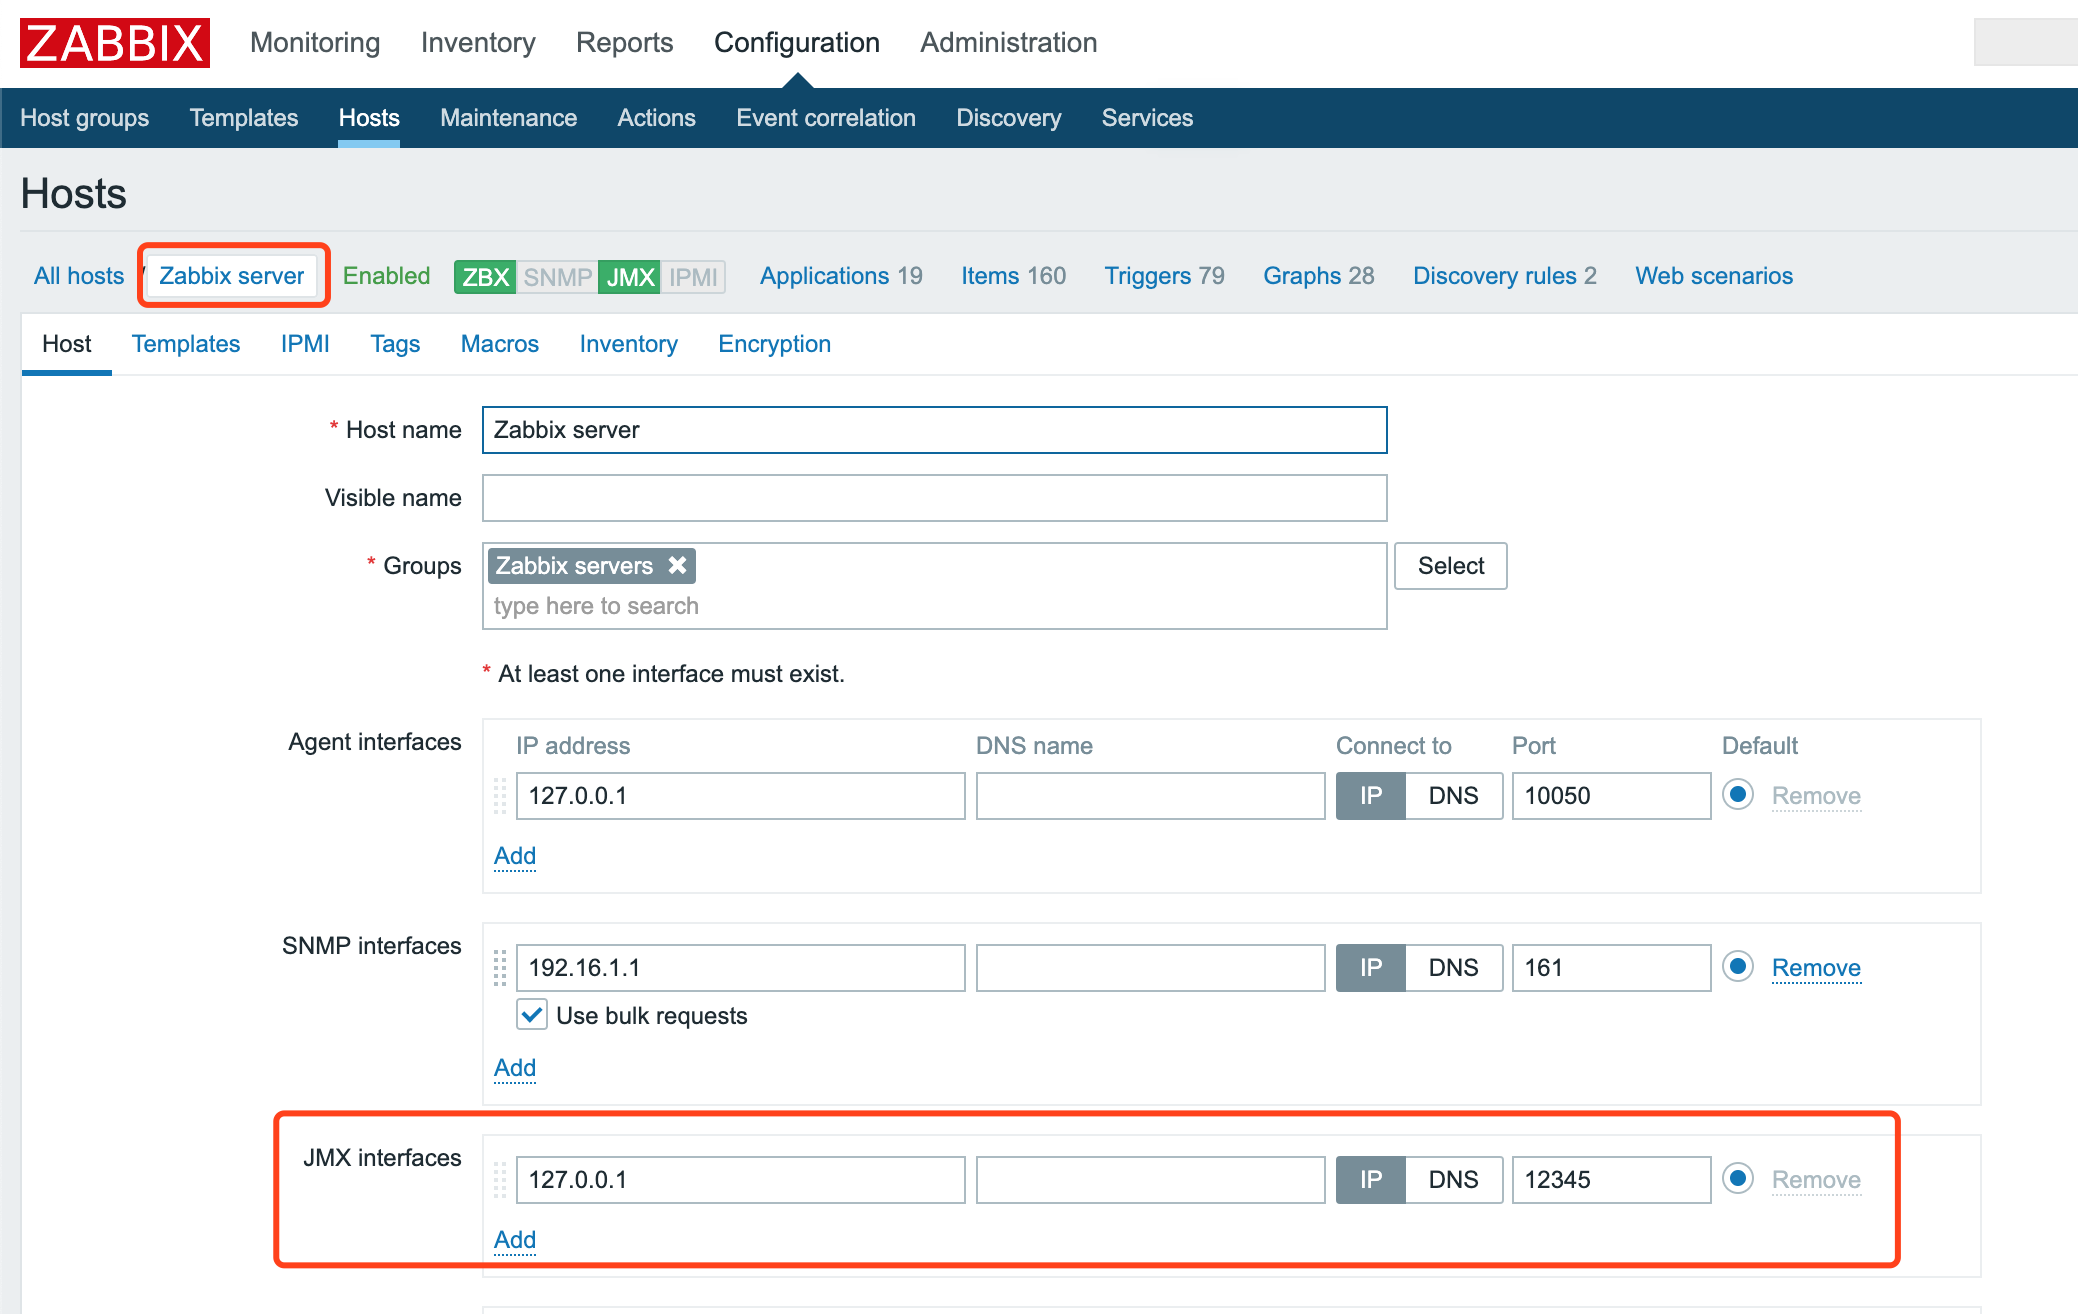 ZABBIX Monitoring Inventory Reports Configuration Administration
Host groups Templates Hosts Maintenance Actions Event correlation Discovery Services
Hosts
All hosts / Zabbix server Enabled ZBX SNMP JMX IPMI Applications 19 Items 160 Triggers 79 Graphs 28 Discovery rules 2 Web scenarios
Host Templates IPMI Tags Macros Inventory Encryption
* Host name Zabbix server
Visible name
* Groups Zabbix servers Select
type here to search
* At least one interface must exist.
Agent interfaces IP address DNS name Connect to Port Default
127.0.0.1 IP DNS 10050 Remove
Add
SNMP interfaces 192.16.1.1 IP DNS 161 Remove
Use bulk requests
Add
JMX interfaces 127.0.0.1 IP DNS 12345 Remove
Add